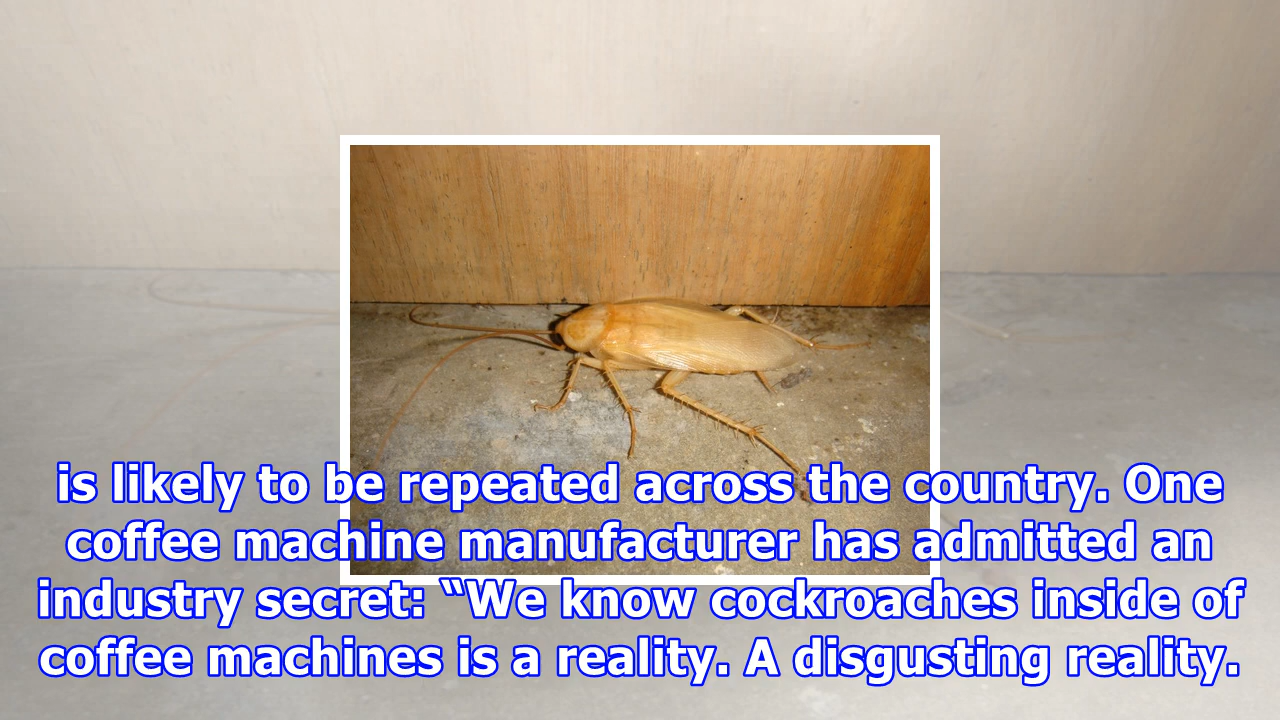 is likely to be repeated across the country. One
coffee machine manufacturer has admitted an
industry secret: “We know cockroaches inside of
coffee machines is a reality. A disgusting reality.